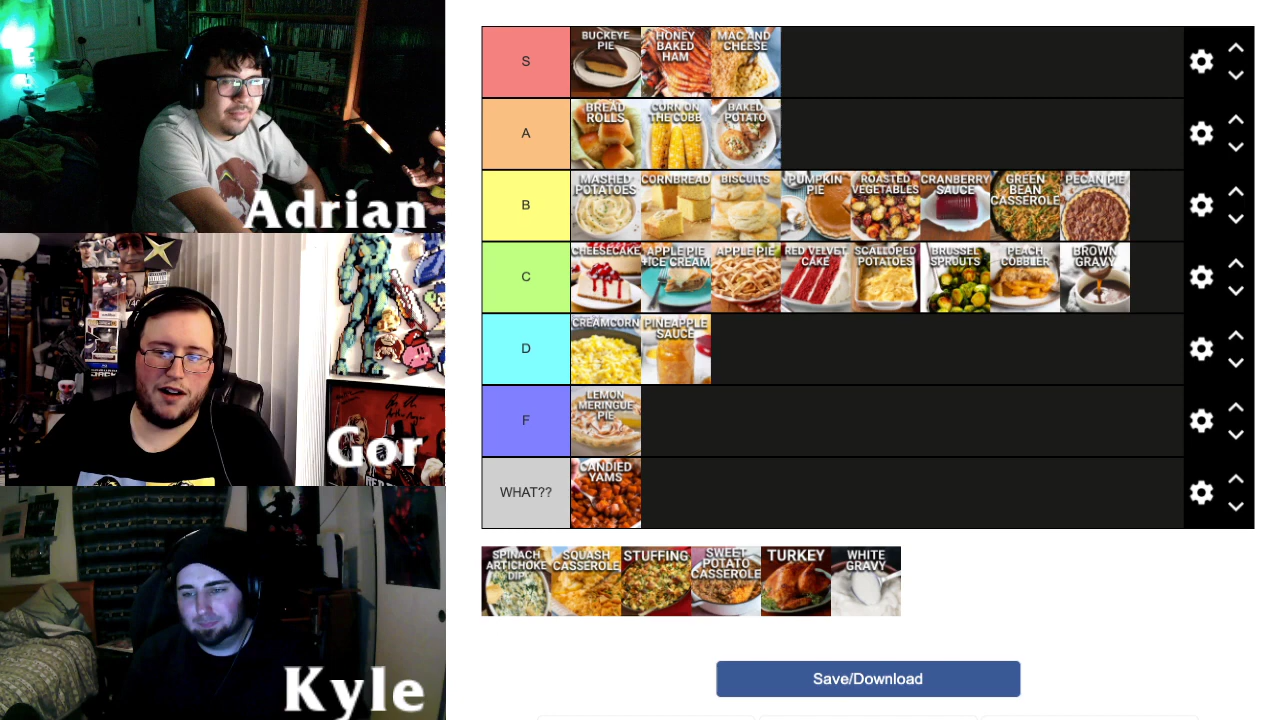 Adrian
Gor
Kyle
S
BUCKEYE
PIE
HONEY
BAKED
HAM
MAC AND
CHEESE
A
BREAD
ROLLS
CORN ON
THE COBB
BAKED
POTATO
B
MASHED
POTATOES
CORNBREAD
BISCUITS
PUMPKIN
PIE
ROASTED
VEGETABLES
CRANBERRY
SAUCE
GREEN
BEAN
CASSEROLE
PECAN PIE
C
CHEESECAKE
APPLE PIE
+ICE CREAM
APPLE PIE
RED VELVET
CAKE
SCALLOPED
POTATOES
BRUSSEL
SPROUTS
PEACH
COBBLER
BROWN
GRAVY
D
CREAMCORN
PINEAPPLE
SAUCE
F
LEMON
MERINGUE
PIE
WHAT??
CANDIED
YAMS
SPINACH
ARTICHOKE
DIP
SQUASH
CASSEROLE
STUFFING
SWEET
POTATO
CASSEROLE
TURKEY
WHITE
GRAVY
Save/Download